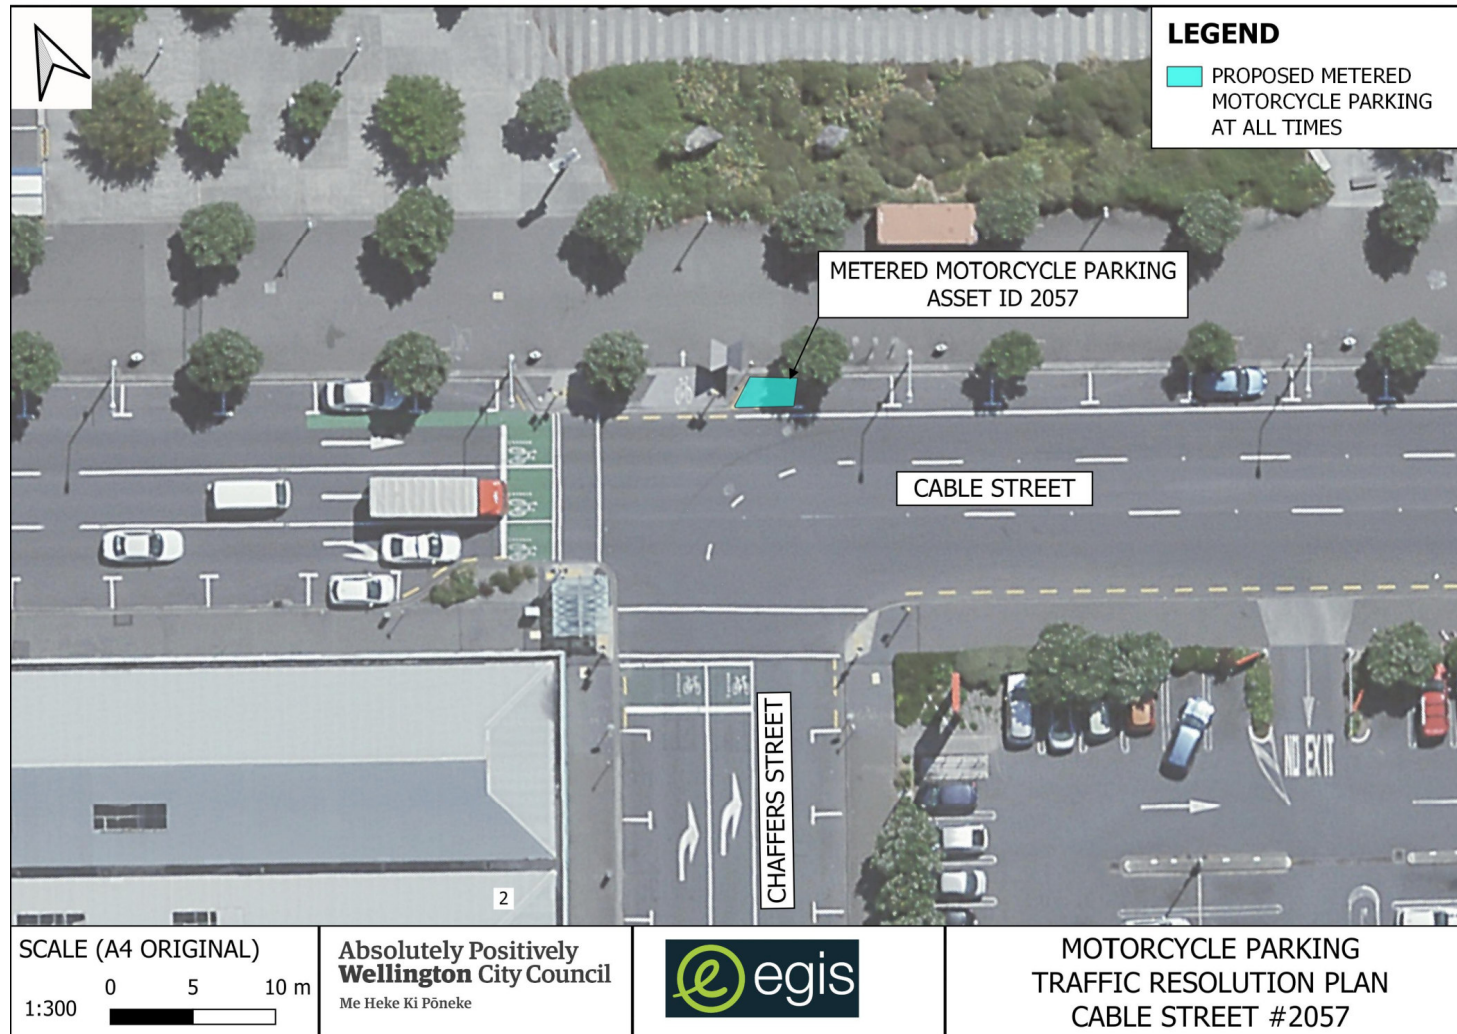 LEGEND
PROPOSED METERED
MOTORCYCLE PARKING
AT ALL TIMES
METERED MOTORCYCLE PARKING
ASSET ID 2057
CABLE STREET
CHAFFERS STREET
NO EXIT
2
SCALE (A4 ORIGINAL)
1:300
0 5 10 m
Absolutely Positively
Wellington City Council
Me Heke Ki Pōneke
e egis
MOTORCYCLE PARKING
TRAFFIC RESOLUTION PLAN
CABLE STREET #2057